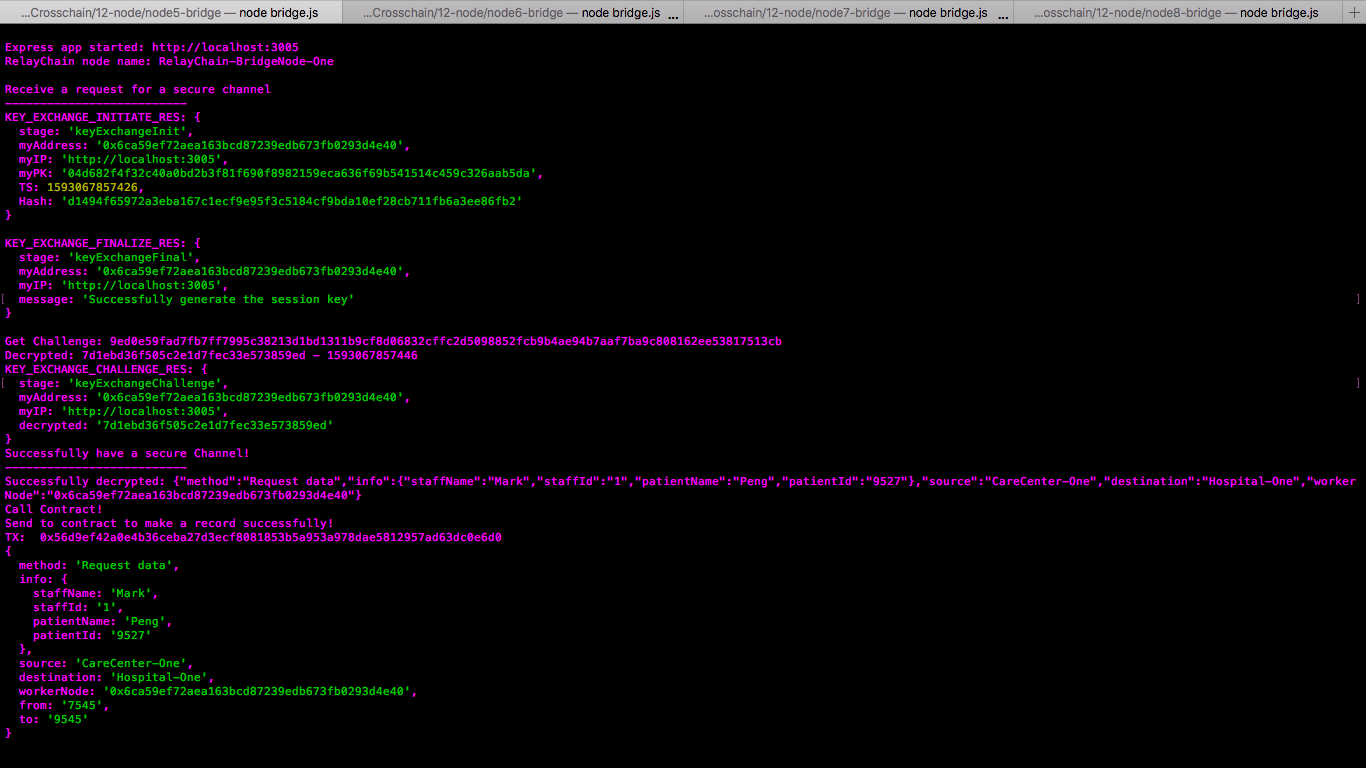 ...Crosschain/12-node/node5-bridge — node bridge.js
...Crosschain/12-node/node6-bridge — node bridge.js ...
...osschain/12-node/node7-bridge — node bridge.js ...
...osschain/12-node/node8-bridge — node bridge.js +
Express app started: http://localhost:3005
RelayChain node name: RelayChain-BridgeNode-One
Receive a request for a secure channel
--------------------------
KEY_EXCHANGE_INITIATE_RES: {
  stage: 'keyExchangeInit',
  myAddress: '0x6ca59ef72aea163bcd87239edb673fb0293d4e40',
  myIP: 'http://localhost:3005',
  myPK: '04d682f4f32c40a0bd2b3f81f690f8982159eca636f69b541514c459c326aab5da',
  TS: 1593067857426,
  Hash: 'd1494f65972a3eba167c1ecf9e95f3c5184cf9bda10ef28cb711fb6a3ee86fb2'
}
KEY_EXCHANGE_FINALIZE_RES: {
  stage: 'keyExchangeFinal',
  myAddress: '0x6ca59ef72aea163bcd87239edb673fb0293d4e40',
  myIP: 'http://localhost:3005',
[ message: 'Successfully generate the session key' ]
}
Get Challenge: 9ed0e59fad7fb7ff7995c38213d1bd1311b9cf8d06832cffc2d5098852fcb9b4ae94b7aaf7ba9c808162ee53817513cb
Decrypted: 7d1ebd36f505c2e1d7fec33e573859ed - 1593067857446
KEY_EXCHANGE_CHALLENGE_RES: {
[ stage: 'keyExchangeChallenge', ]
  myAddress: '0x6ca59ef72aea163bcd87239edb673fb0293d4e40',
  myIP: 'http://localhost:3005',
  decrypted: '7d1ebd36f505c2e1d7fec33e573859ed'
}
Successfully have a secure Channel!
--------------------------
Successfully decrypted: {"method":"Request data","info":{"staffName":"Mark","staffId":"1","patientName":"Peng","patientId":"9527"},"source":"CareCenter-One","destination":"Hospital-One","worker
Node":"0x6ca59ef72aea163bcd87239edb673fb0293d4e40"}
Call Contract!
Send to contract to make a record successfully!
TX:  0x56d9ef42a0e4b36ceba27d3ecf8081853b5a953a978dae5812957ad63dc0e6d0
{
  method: 'Request data',
  info: {
    staffName: 'Mark',
    staffId: '1',
    patientName: 'Peng',
    patientId: '9527'
  },
  source: 'CareCenter-One',
  destination: 'Hospital-One',
  workerNode: '0x6ca59ef72aea163bcd87239edb673fb0293d4e40',
  from: '7545',
  to: '9545'
}